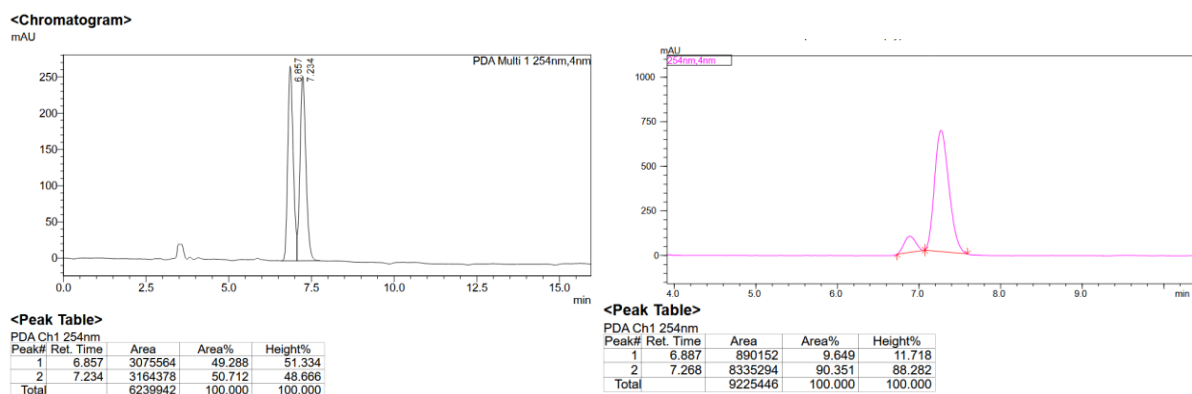 <Chromatogram>
mAU
PDA Multi 1 254nm,4nm
6.857
7.234
250
200
150
100
50
0
0.0 2.5 5.0 7.5 10.0 12.5 15.0
min
<Peak Table>
PDA Ch1 254nm
Peak# Ret. Time Area Area% Height%
1 6.857 3075564 49.288 51.334
2 7.234 3164378 50.712 48.666
Total 6239942 100.000 100.000
mAU
254nm,4nm
1000
750
500
250
0
4.0 5.0 6.0 7.0 8.0 9.0 min
<Peak Table>
PDA Ch1 254nm
Peak# Ret. Time Area Area% Height%
1 6.887 890152 9.649 11.718
2 7.268 8335294 90.351 88.282
Total 9225446 100.000 100.000